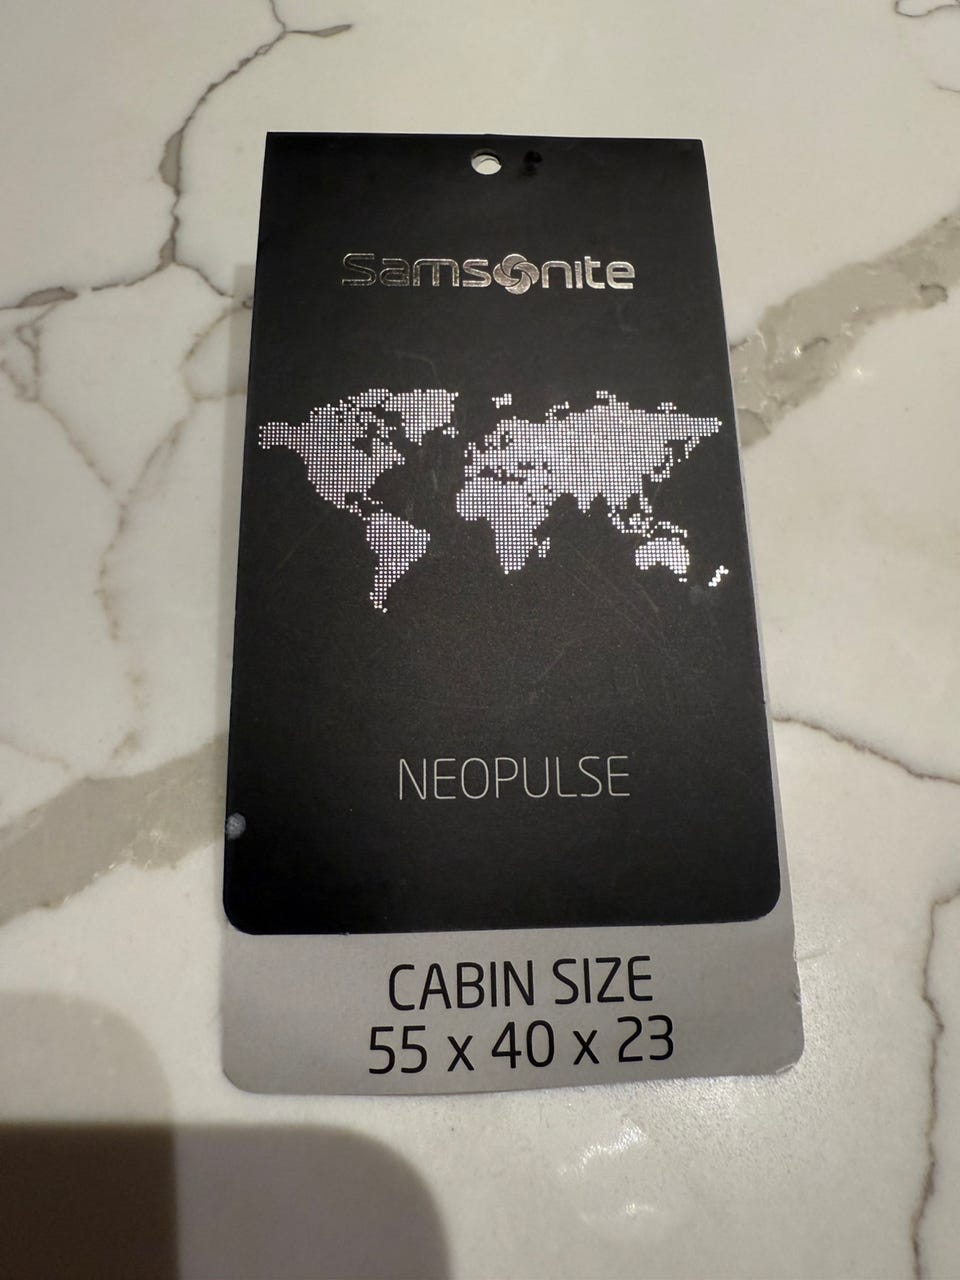 Samsonite
NEOPULSE
CABIN SIZE
55 x 40 x 23